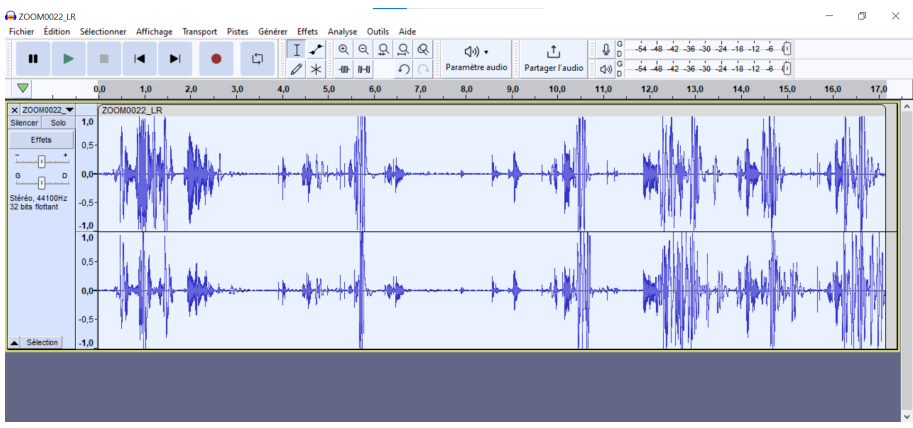 ZOOM0022_LR
Fichier Édition Sélectionner Affichage Transport Pistes Générer Effets Analyse Outils Aide
G
D -54 -48 -42 -36 -30 -24 -18 -12 -6 0
Paramètre audio Partager l'audio
G
D -54 -48 -42 -36 -30 -24 -18 -12 -6 0
0,0 1,0 2,0 3,0 4,0 5,0 6,0 7,0 8,0 9,0 10,0 11,0 12,0 13,0 14,0 15,0 16,0 17,0
ZOOM0022_ ZOOM0022_LR
Silencer Solo
Effets
- +
G D
Stéréo, 44100Hz
32 bits flottant
Sélection
1,0
0,5
0,0
-0,5
-1,0
1,0
0,5
0,0
-0,5
-1,0